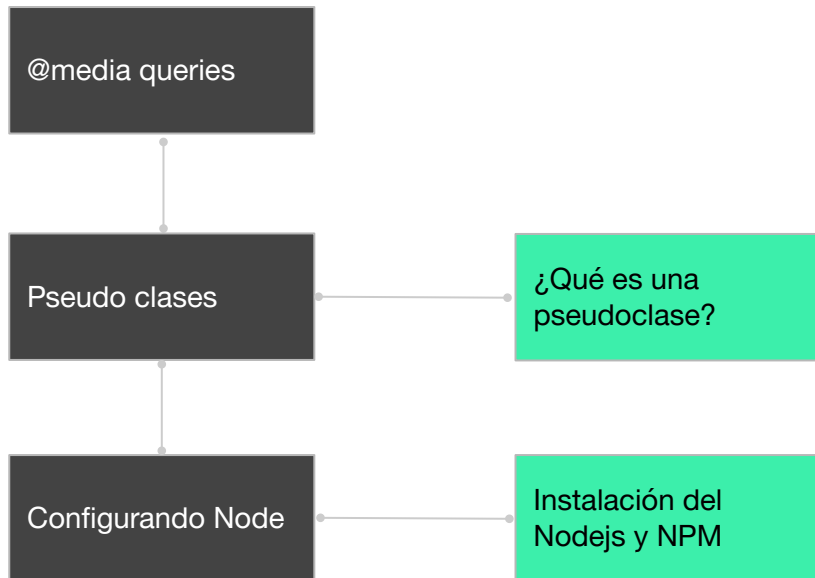 @media queries
Pseudo clases
¿Qué es una
pseudoclase?
Configurando Node
Instalación del
Nodejs y NPM